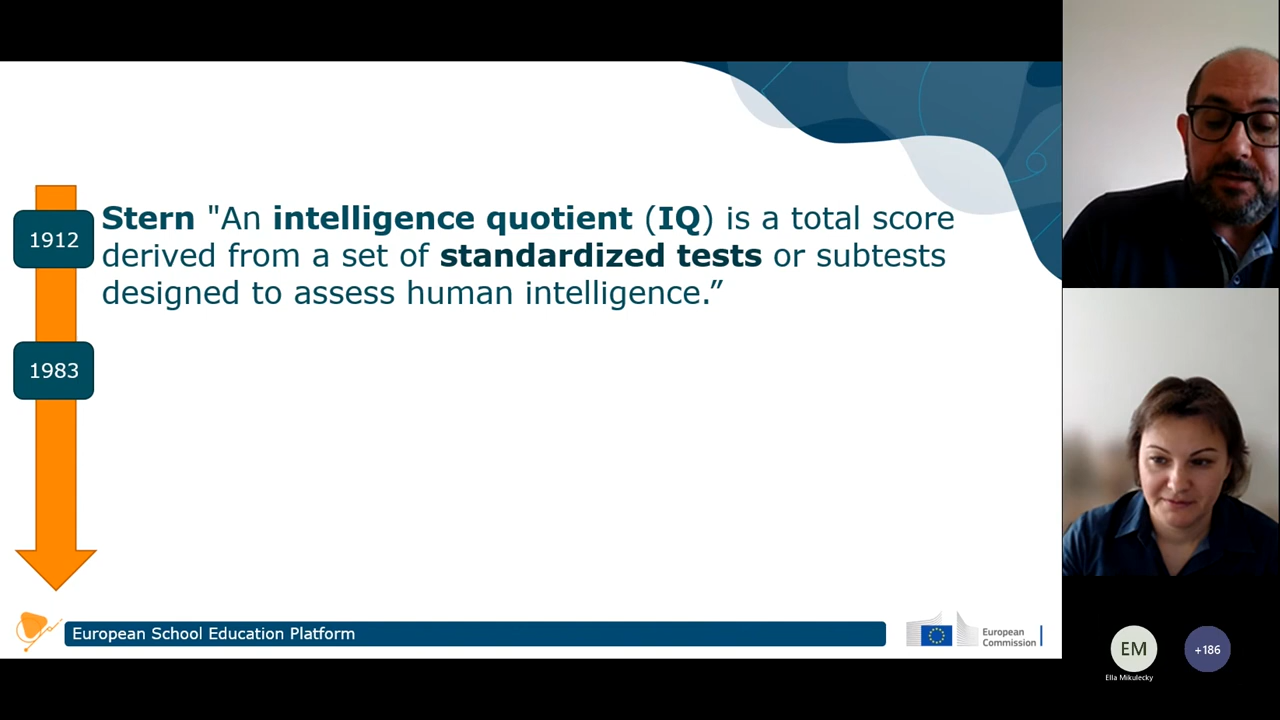 1912
Stern "An intelligence quotient (IQ) is a total score
derived from a set of standardized tests or subtests
designed to assess human intelligence.”
1983
European School Education Platform
European
Commission
EM
+186
Ella Mikulecky